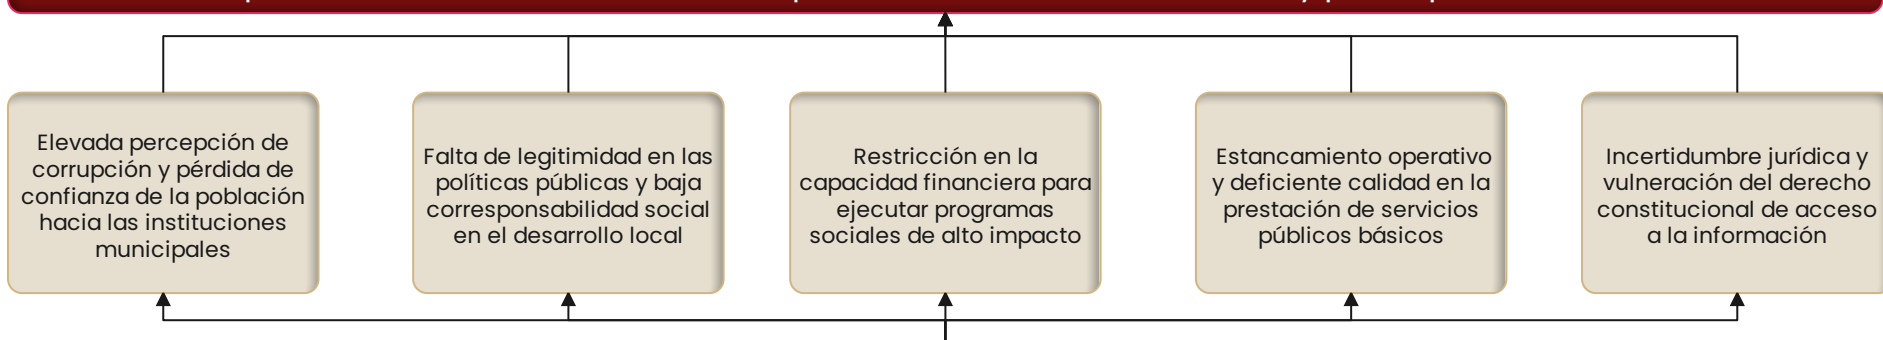 Elevada percepción de
corrupción y pérdida de
confianza de la población
hacia las instituciones
municipales
Falta de legitimidad en las
políticas públicas y baja
corresponsabilidad social
en el desarrollo local
Restricción en la
capacidad financiera para
ejecutar programas
sociales de alto impacto
Estancamiento operativo
y deficiente calidad en la
prestación de servicios
públicos básicos
Incertidumbre jurídica y
vulneración del derecho
constitucional de acceso
a la información